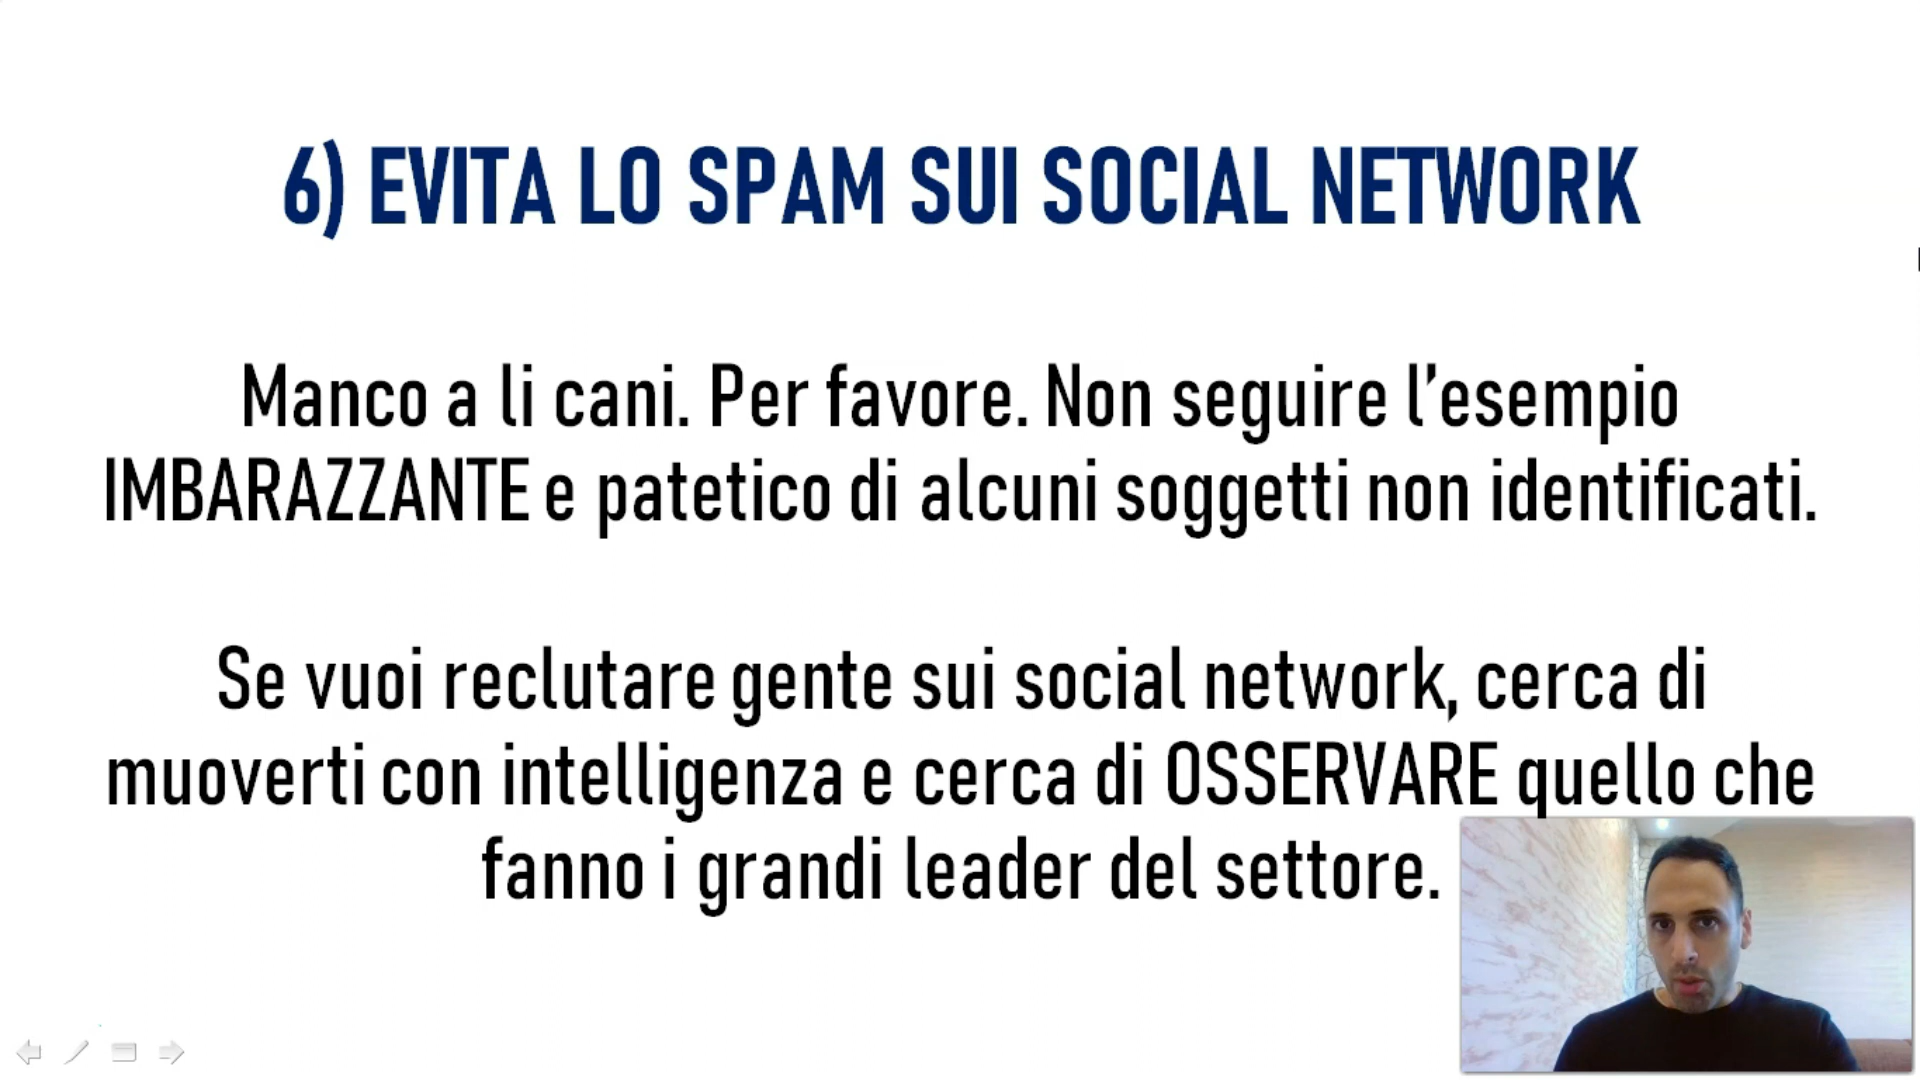 6) EVITA LO SPAM SUI SOCIAL NETWORK
Manco a li cani. Per favore. Non seguire l’esempio
IMBARAZZANTE e patetico di alcuni soggetti non identificati.
Se vuoi reclutare gente sui social network, cerca di
muoverti con intelligenza e cerca di OSSERVARE quello che
fanno i grandi leader del settore.